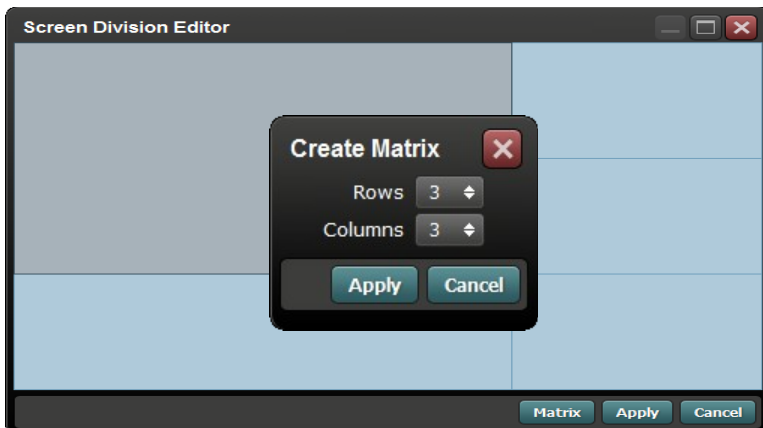 Screen Division Editor
Create Matrix
Rows 3
Columns 3
Apply Cancel
Matrix Apply Cancel